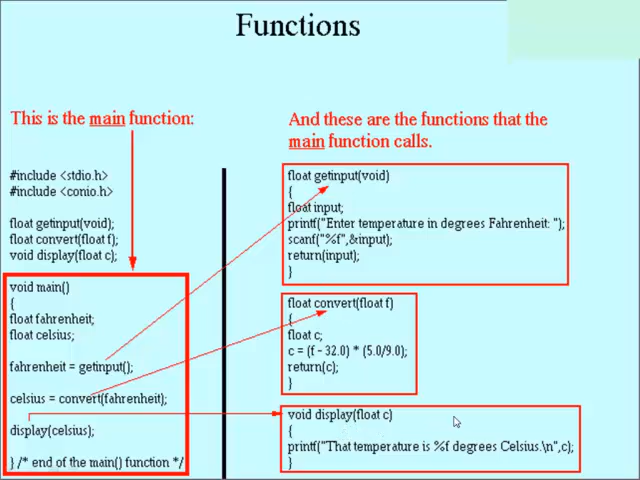 Functions
This is the main function:
#include <stdio.h>
#include <conio.h>
float getinput(void);
float convert(float f);
void display(float c);
void main()
{
float fahrenheit;
float celsius;
fahrenheit = getinput();
celsius = convert(fahrenheit);
display(celsius);
} /* end of the main() function */
And these are the functions that the
main function calls.
float getinput(void)
{
float input;
printf("Enter temperature in degrees Fahrenheit: ");
scanf("%f",&input);
return(input);
}
float convert(float f)
{
float c;
c = (f - 32.0) * (5.0/9.0);
return(c);
}
void display(float c)
{
printf("That temperature is %f degrees Celsius.\n",c);
}